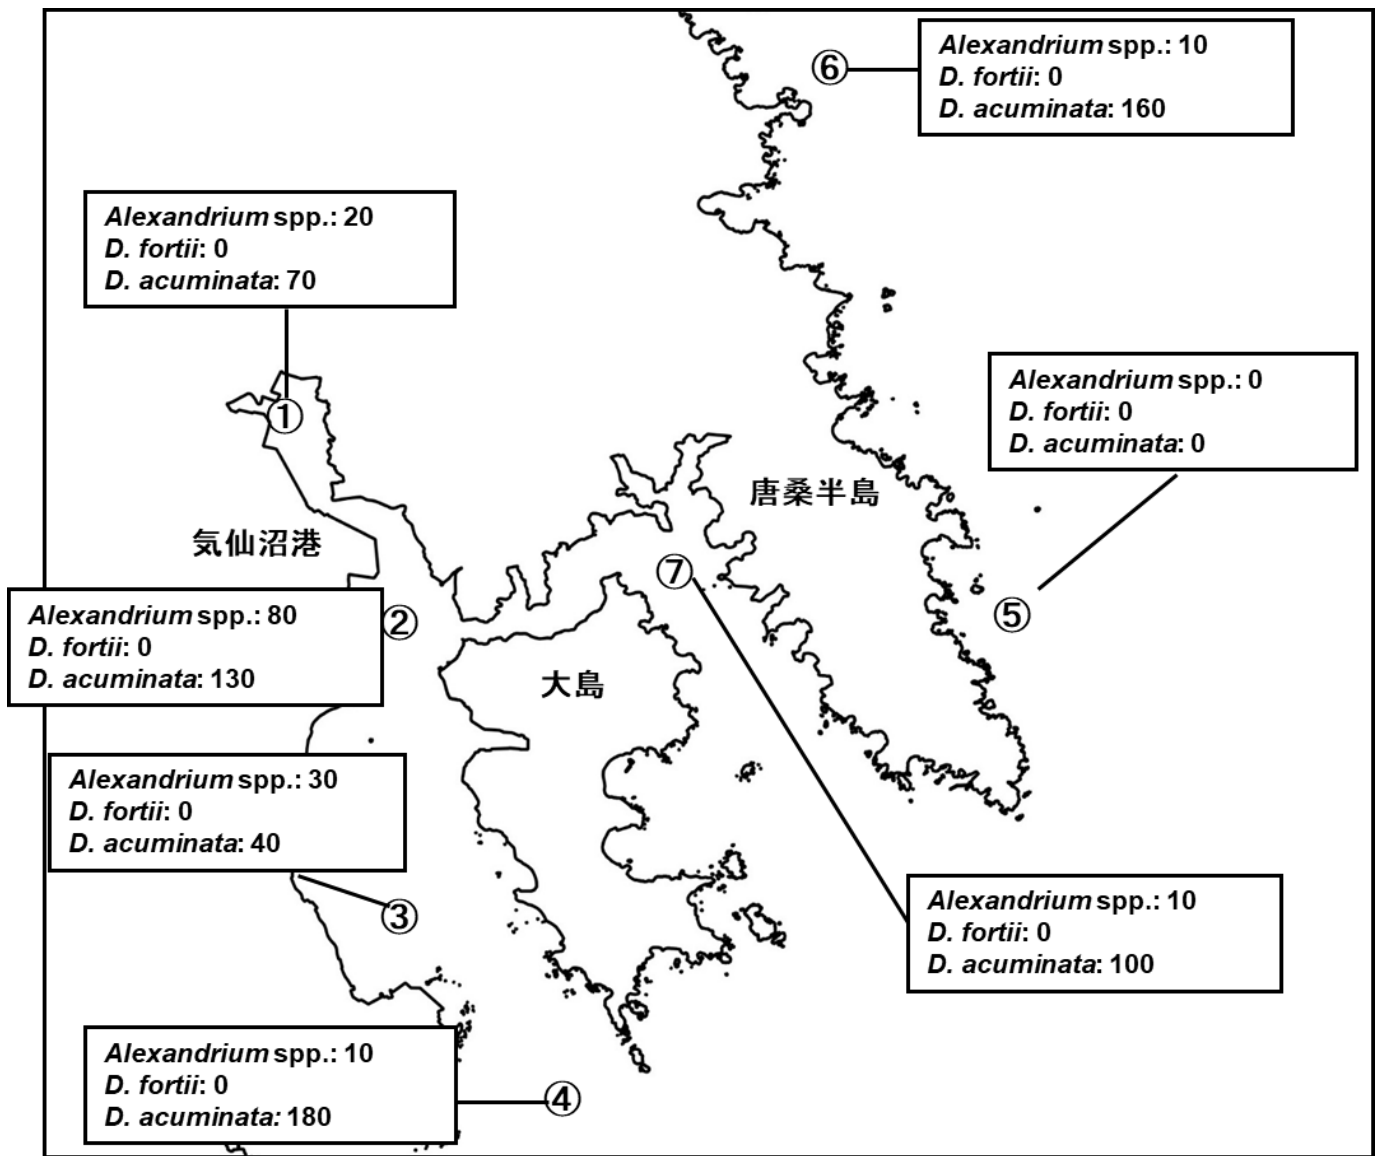 ⑥
Alexandrium spp.: 10
D. fortii: 0
D. acuminata: 160
Alexandrium spp.: 20
D. fortii: 0
D. acuminata: 70
①
Alexandrium spp.: 0
D. fortii: 0
D. acuminata: 0
唐桑半島
気仙沼港
⑦
⑤
Alexandrium spp.: 80
D. fortii: 0
D. acuminata: 130
②
大島
Alexandrium spp.: 30
D. fortii: 0
D. acuminata: 40
③
Alexandrium spp.: 10
D. fortii: 0
D. acuminata: 100
Alexandrium spp.: 10
D. fortii: 0
D. acuminata: 180
④